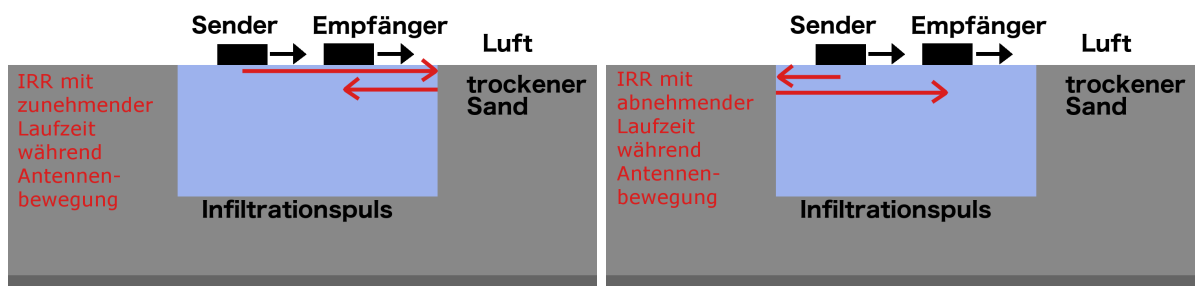 Sender Empfänger
Luft
IRR mit
zunehmender
Laufzeit
während
Antennen-
bewegung
trockener
Sand
Infiltrationspuls
Sender Empfänger
Luft
IRR mit
abnehmender
Laufzeit
während
Antennen-
bewegung
trockener
Sand
Infiltrationspuls